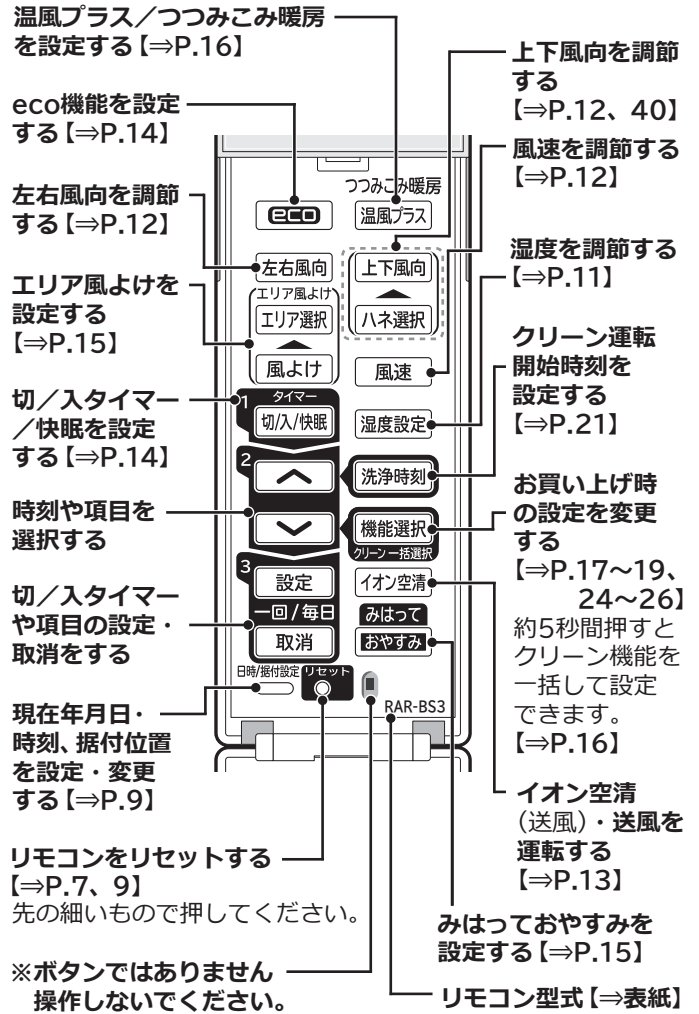 温風プラス／つつみこみ暖房
を設定する【⇒P.16】
eco機能を設定
する【⇒P.14】
左右風向を調節
する【⇒P.12】
エリア風よけを
設定する
【⇒P.15】
切／入タイマー
／快眠を設定
する【⇒P.14】
時刻や項目を
選択する
切／入タイマー
や項目の設定・
取消をする
現在年月日・
時刻、据付位置
を設定・変更
する【⇒P.9】
リモコンをリセットする
【⇒P.7、9】
先の細いもので押してください。
※ボタンではありません
操作しないでください。
つつみこみ暖房
eco
温風プラス
左右風向
上下風向
エリア風よけ
エリア選択
ハネ選択
風よけ
風速
1
タイマー
切/入/快眠
湿度設定
2
洗浄時刻
機能選択
クリーン一括選択
3
設定
イオン空清
一回/毎日
みはって
取消
おやすみ
日時/据付設定
リセット
RAR-BS3
上下風向を調節
する
【⇒P.12、40】
風速を調節する
【⇒P.12】
湿度を調節する
【⇒P.11】
クリーン運転
開始時刻を
設定する
【⇒P.21】
お買い上げ時
の設定を変更
する
【⇒P.17～19、
24～26】
約5秒間押すと
クリーン機能を
一括して設定
できます。
【⇒P.16】
イオン空清
（送風）・送風を
運転する
【⇒P.13】
みはっておやすみを
設定する【⇒P.15】
リモコン型式【⇒表紙】